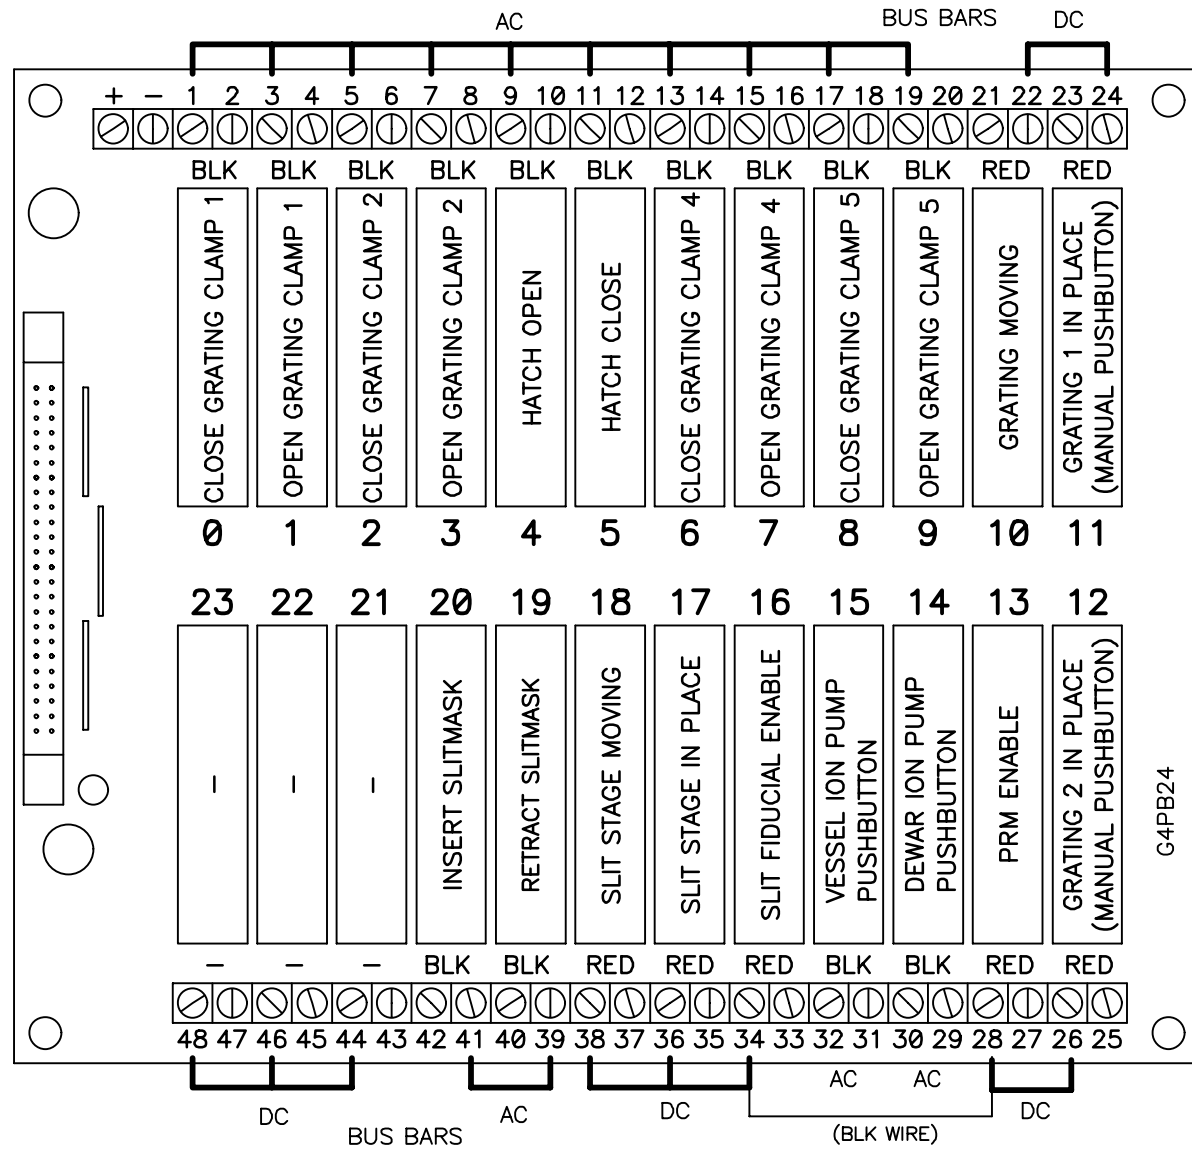 AC BUS BARS DC
+ − 1 2 3 4 5 6 7 8 9 10 11 12 13 14 15 16 17 18 19 20 21 22 23 24
BLK BLK BLK BLK BLK BLK BLK BLK BLK BLK RED RED
CLOSE GRATING CLAMP 1
OPEN GRATING CLAMP 1
CLOSE GRATING CLAMP 2
OPEN GRATING CLAMP 2
HATCH OPEN
HATCH CLOSE
CLOSE GRATING CLAMP 4
OPEN GRATING CLAMP 4
CLOSE GRATING CLAMP 5
OPEN GRATING CLAMP 5
GRATING MOVING
GRATING 1 IN PLACE
(MANUAL PUSHBUTTON)
0 1 2 3 4 5 6 7 8 9 10 11
23 22 21 20 19 18 17 16 15 14 13 12
−
−
−
INSERT SLITMASK
RETRACT SLITMASK
SLIT STAGE MOVING
SLIT STAGE IN PLACE
SLIT FIDUCIAL ENABLE
VESSEL ION PUMP
PUSHBUTTON
DEWAR ION PUMP
PUSHBUTTON
PRM ENABLE
GRATING 2 IN PLACE
(MANUAL PUSHBUTTON)
G4PB24
− − − BLK BLK RED RED RED BLK BLK RED RED
48 47 46 45 44 43 42 41 40 39 38 37 36 35 34 33 32 31 30 29 28 27 26 25
AC AC
DC AC DC DC
BUS BARS (BLK WIRE)